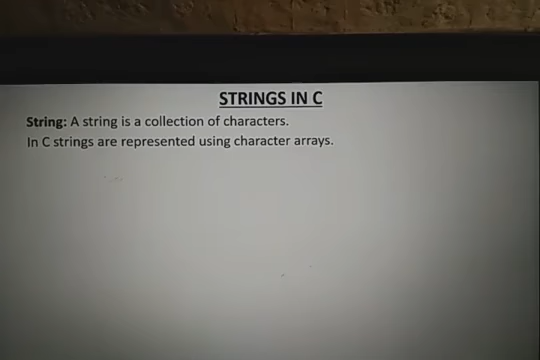 STRINGS IN C
String: A string is a collection of characters.
In C strings are represented using character arrays.